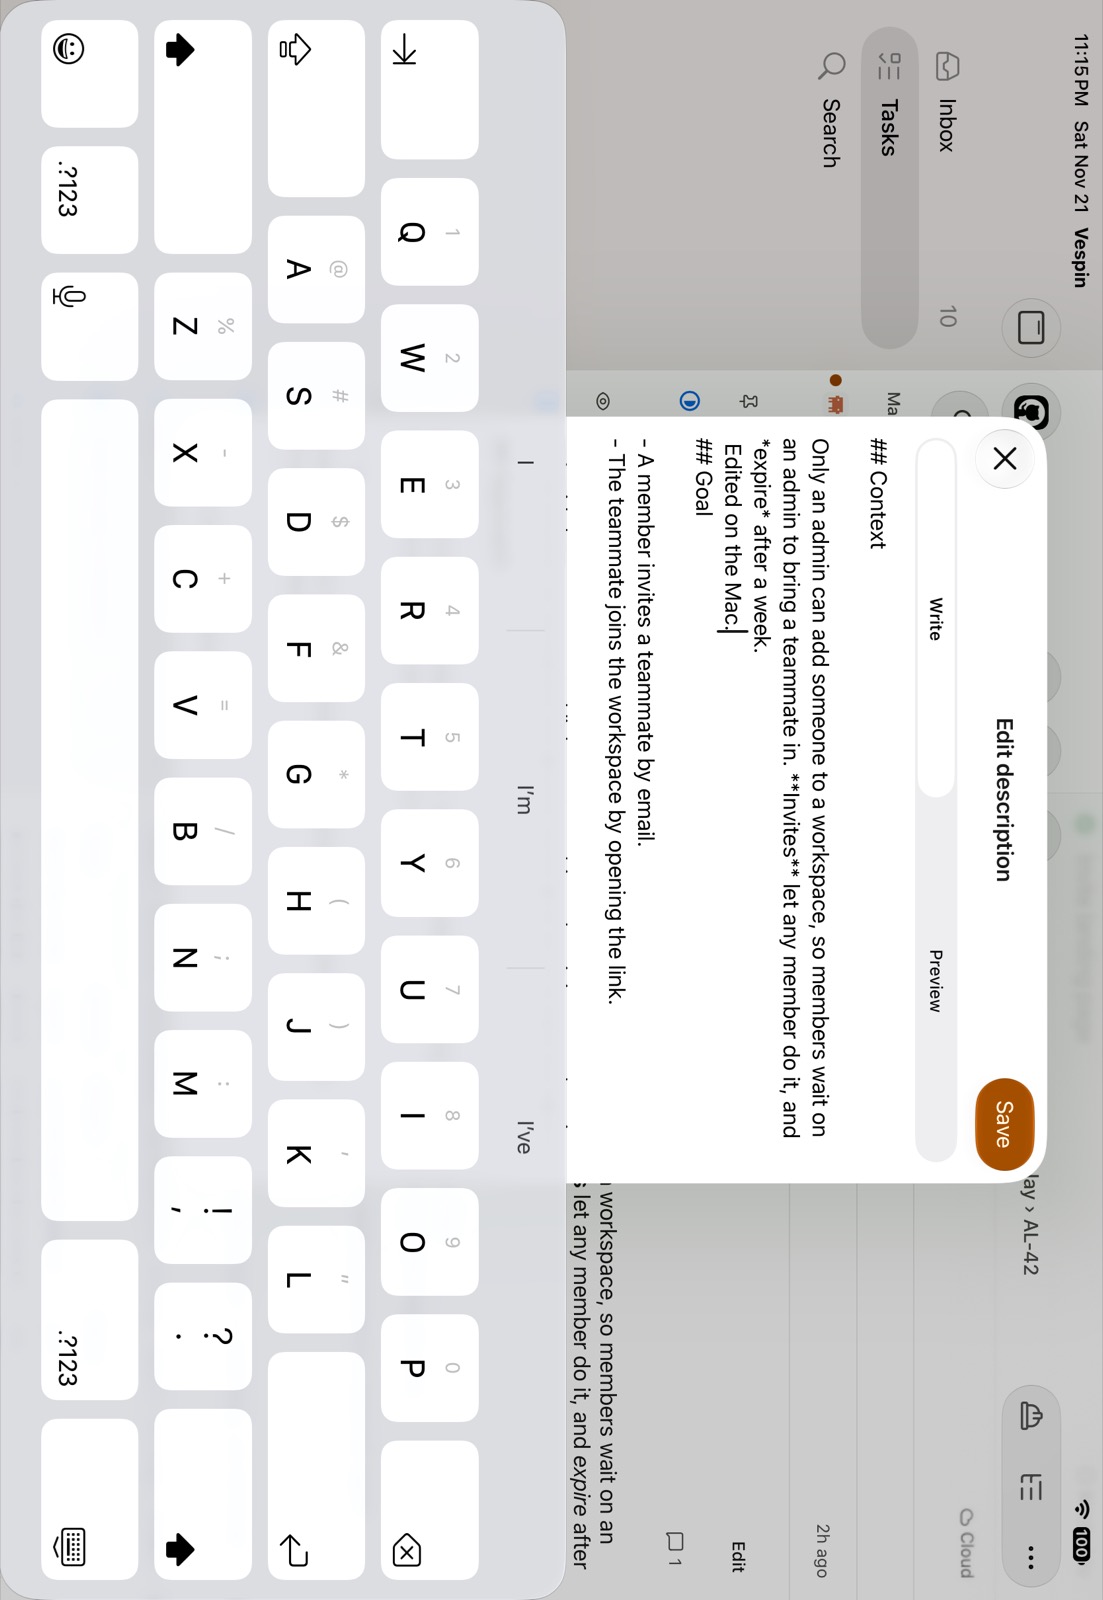 11:15 PM Sat Nov 21 Vespin
100
Inbox 10
Tasks
Search
Ma
Edit description
Save
Write
Preview
## Context
Only an admin can add someone to a workspace, so members wait on
an admin to bring a teammate in. **Invites** let any member do it, and
*expire* after a week.
Edited on the Mac.
## Goal
- A member invites a teammate by email.
- The teammate joins the workspace by opening the link.
lay › AL-42
Cloud
2h ago
Edit
1
workspace, so members wait on an
let any member do it, and expire after
I I’m I’ve
1 2 3 4 5 6 7 8 9 0
Q W E R T Y U I O P
@ # $ & * ( ) ' "
A S D F G H J K L
% - + = / ; : ! ?
Z X C V B N M , .
.?123 .?123